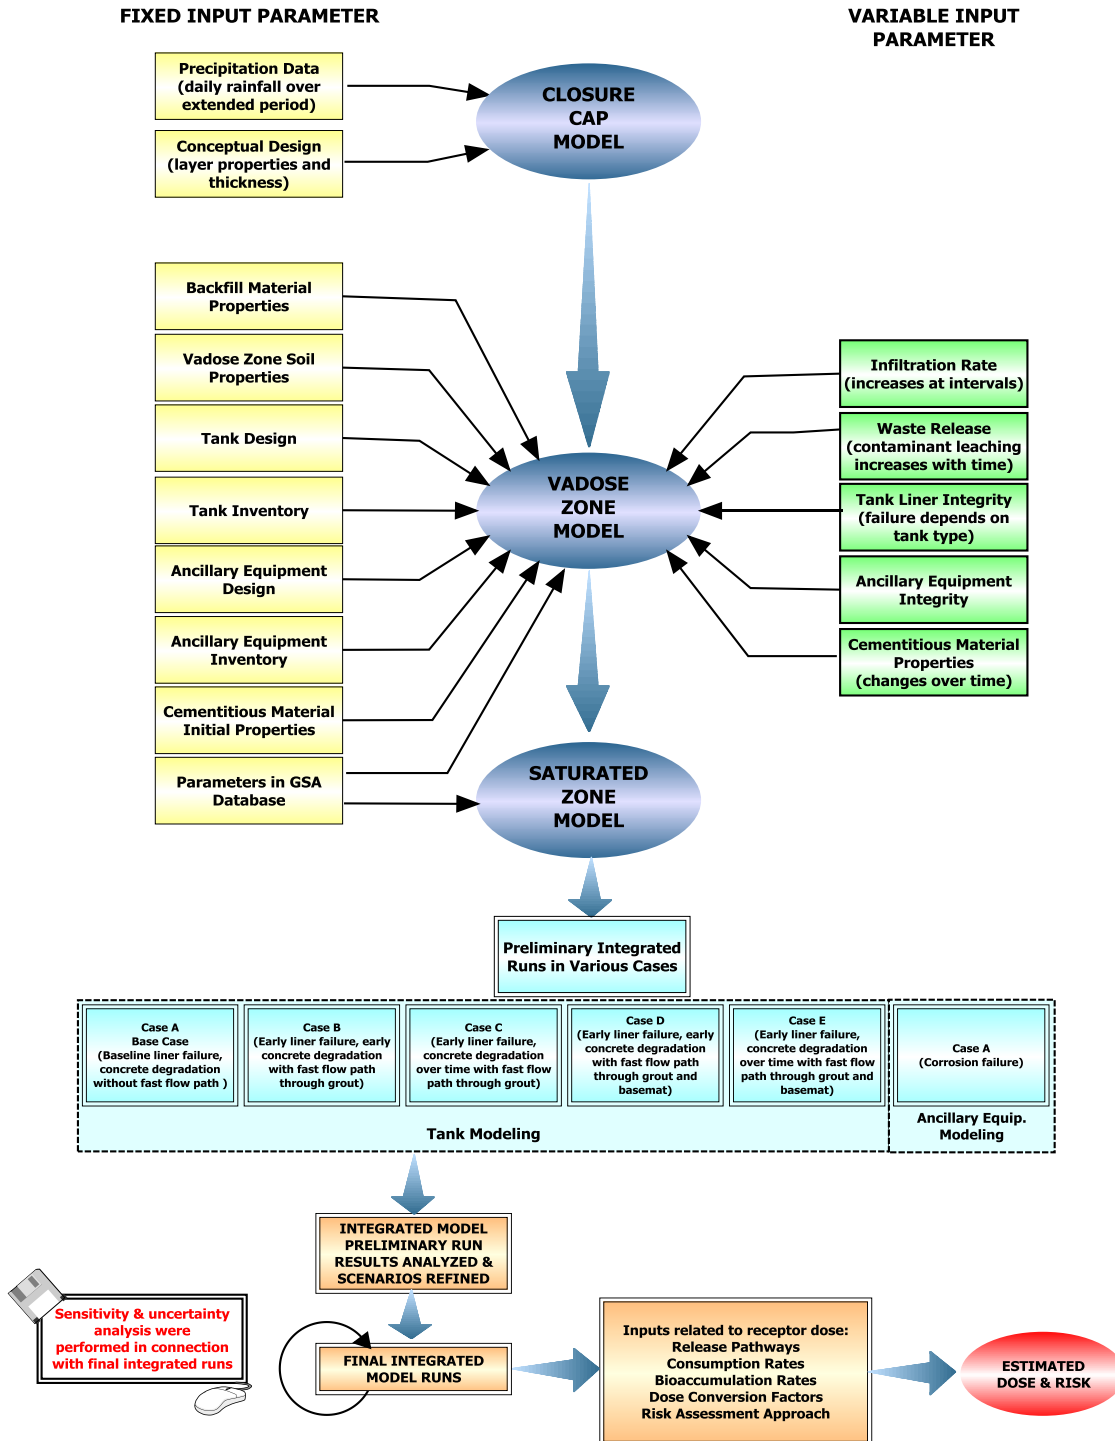 FIXED INPUT PARAMETER
VARIABLE INPUT
PARAMETER
Precipitation Data
(daily rainfall over
extended period)
Conceptual Design
(layer properties and
thickness)
CLOSURE
CAP
MODEL
Backfill Material
Properties
Vadose Zone Soil
Properties
Tank Design
Tank Inventory
Ancillary Equipment
Design
Ancillary Equipment
Inventory
Cementitious Material
Initial Properties
Parameters in GSA
Database
VADOSE
ZONE
MODEL
Infiltration Rate
(increases at intervals)
Waste Release
(contaminant leaching
increases with time)
Tank Liner Integrity
(failure depends on
tank type)
Ancillary Equipment
Integrity
Cementitious Material
Properties
(changes over time)
SATURATED
ZONE
MODEL
Preliminary Integrated
Runs in Various Cases
Case A
Base Case
(Baseline liner failure,
concrete degradation
without fast flow path )
Case B
(Early liner failure, early
concrete degradation
with fast flow path
through grout)
Case C
(Early liner failure,
concrete degradation
over time with fast flow
path through grout)
Case D
(Early liner failure, early
concrete degradation
with fast flow path
through grout and
basemat)
Case E
(Early liner failure,
concrete degradation
over time with fast flow
path through grout and
basemat)
Case A
(Corrosion failure)
Tank Modeling
Ancillary Equip.
Modeling
INTEGRATED MODEL
PRELIMINARY RUN
RESULTS ANALYZED &
SCENARIOS REFINED
Sensitivity & uncertainty
analysis were
performed in connection
with final integrated runs
FINAL INTEGRATED
MODEL RUNS
Inputs related to receptor dose:
Release Pathways
Consumption Rates
Bioaccumulation Rates
Dose Conversion Factors
Risk Assessment Approach
ESTIMATED
DOSE & RISK